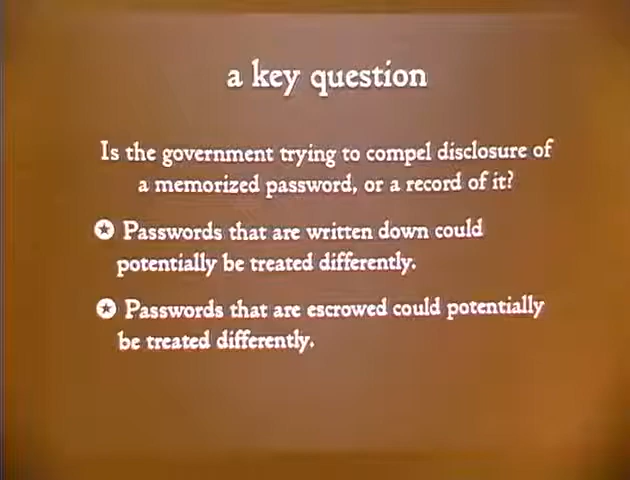 a key question
Is the government trying to compel disclosure of
a memorized password, or a record of it?
Passwords that are written down could
potentially be treated differently.
Passwords that are escrowed could potentially
be treated differently.